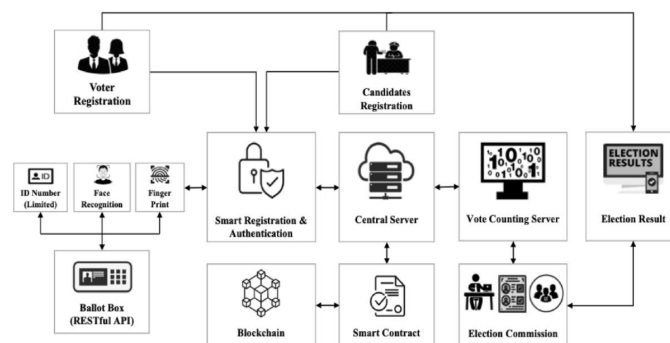 Voter
Registration
Candidates
Registration
ID
ID Number
(Limited)
Face
Recognition
Finger
Print
Smart Registration &
Authentication
Central Server
Vote Counting Server
ELECTION
RESULTS
Election Result
Ballot Box
(RESTful API)
Blockchain
Smart Contract
Election Commission